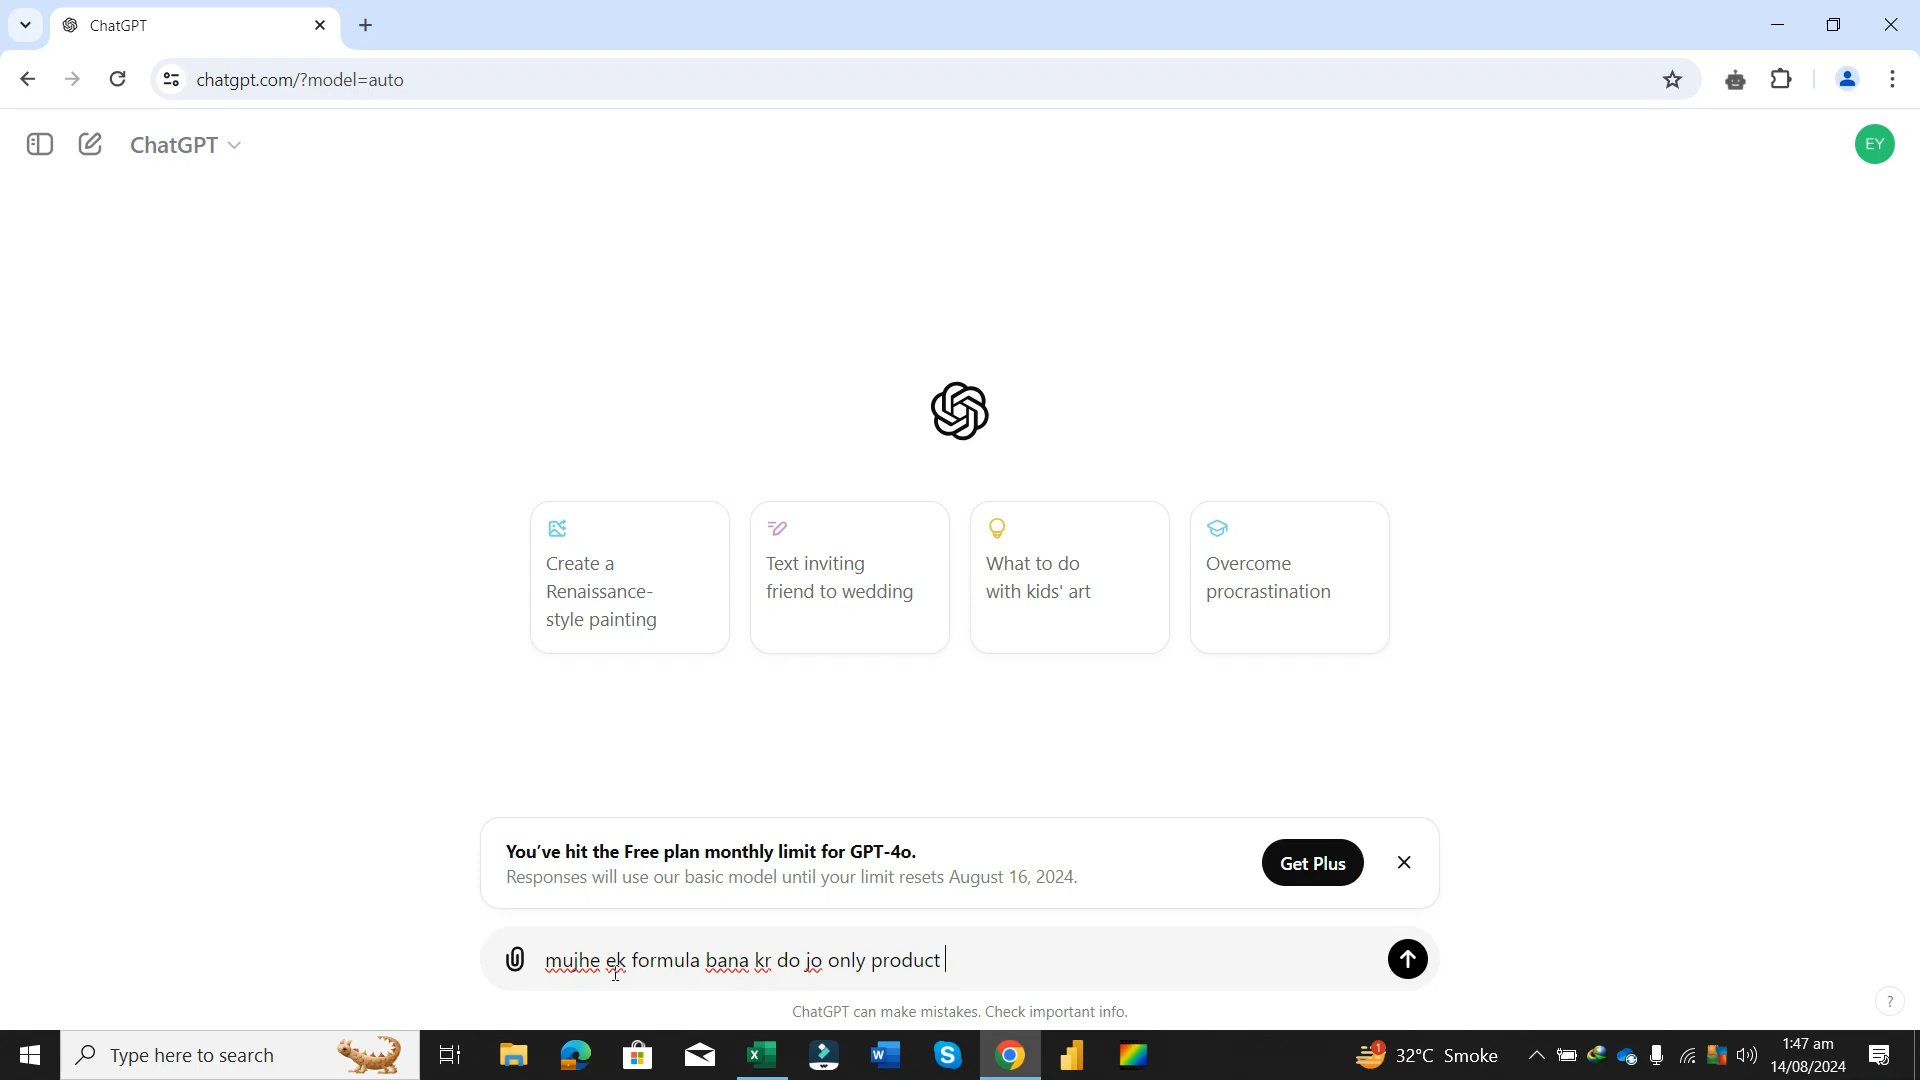 ChatGPT
chatgpt.com/?model=auto
ChatGPT
EY
Create a
Renaissance-
style painting
Text inviting
friend to wedding
What to do
with kids' art
Overcome
procrastination
You've hit the Free plan monthly limit for GPT-4o.
Responses will use our basic model until your limit resets August 16, 2024.
Get Plus
mujhe ek formula bana kr do jo only product
ChatGPT can make mistakes. Check important info.
?
Type here to search
1
32°C Smoke
1:47 am
14/08/2024